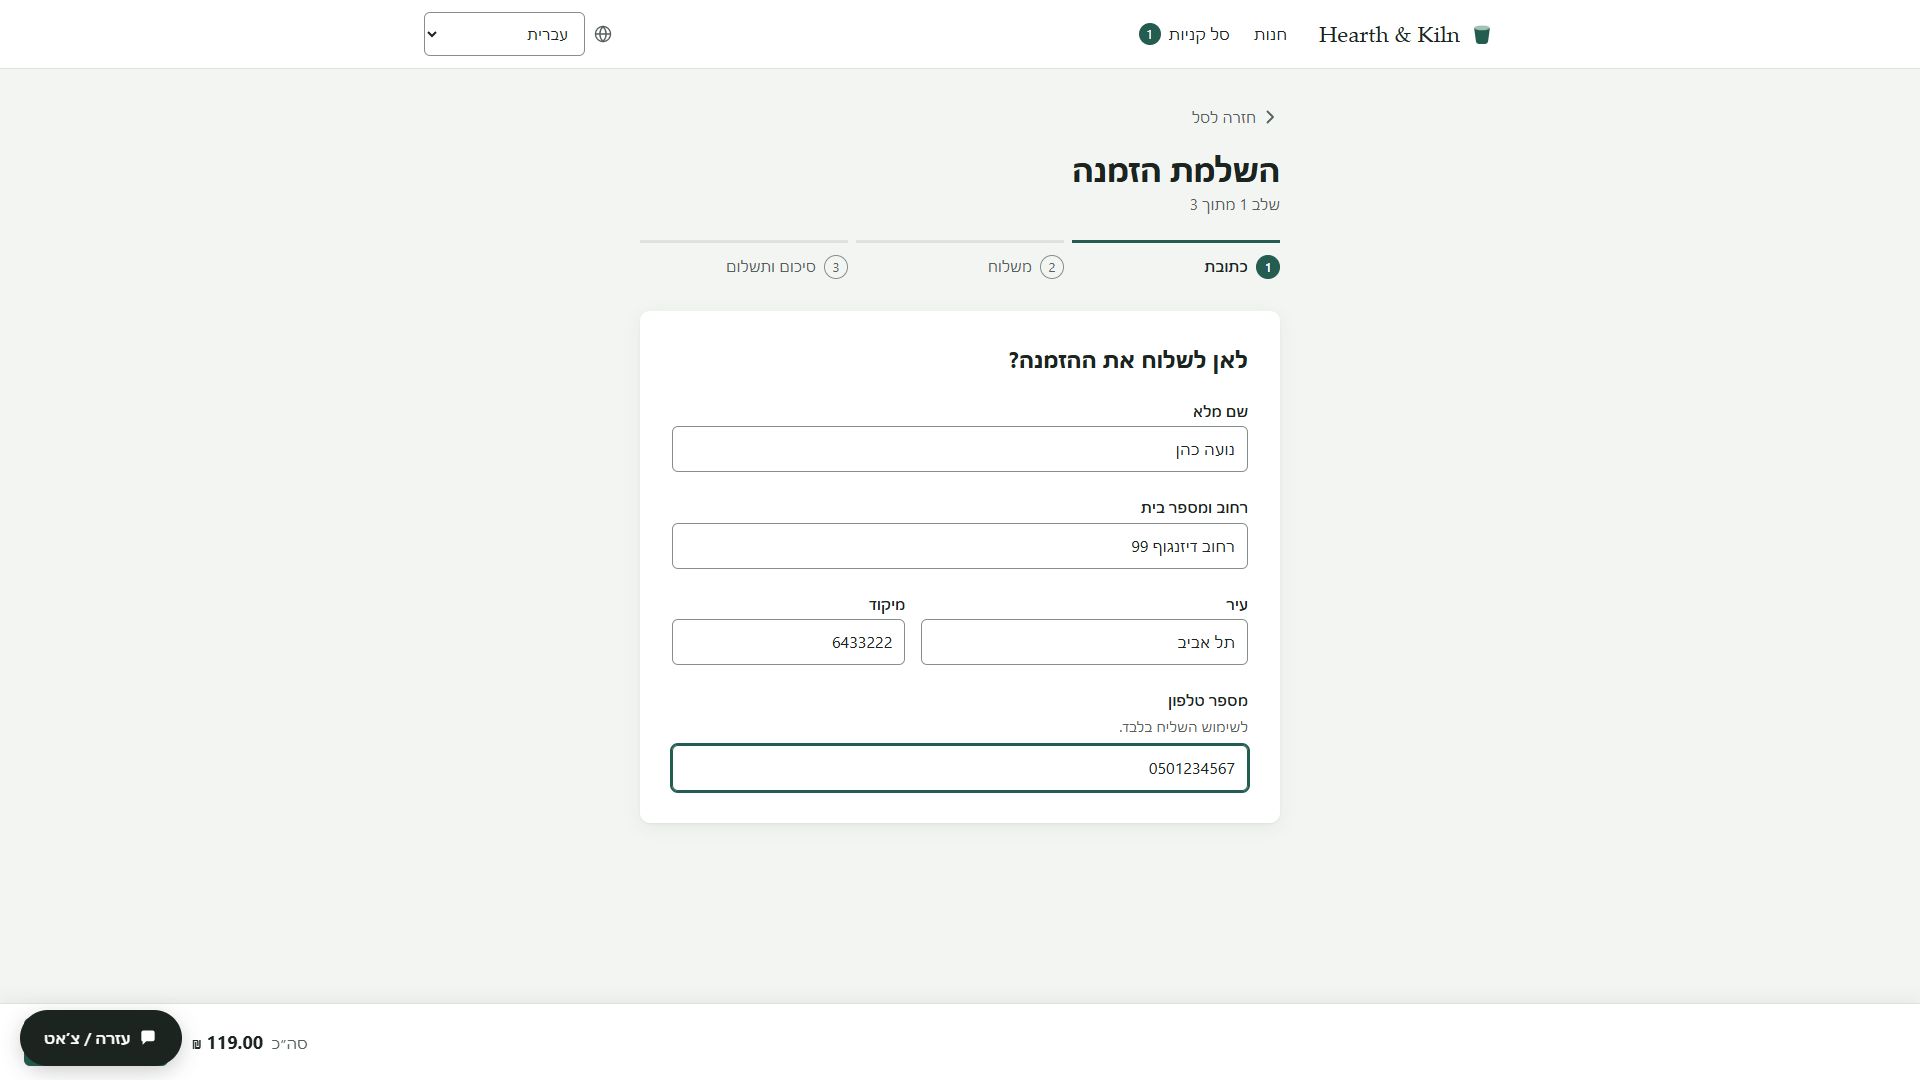 Hearth & Kiln
חנות
סל קניות 1
עברית
חזרה לסל
השלמת הזמנה
שלב 1 מתוך 3
1 כתובת
2 משלוח
3 סיכום ותשלום
לאן לשלוח את ההזמנה?
שם מלא
נועה כהן
רחוב ומספר בית
רחוב דיזנגוף 99
עיר
תל אביב
מיקוד
6433222
מספר טלפון
לשימוש השליח בלבד.
0501234567
סה״כ 119.00 ₪
עזרה / צ׳אט